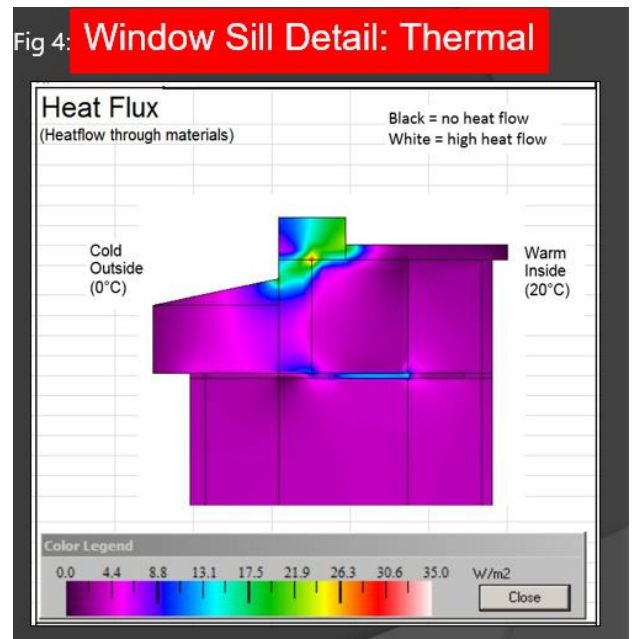 Fig 4: Window Sill Detail: Thermal
Heat Flux
(Heatflow through materials)
Black = no heat flow
White = high heat flow
Cold
Outside
(0°C)
Warm
Inside
(20°C)
Color Legend
0.0 4.4 8.8 13.1 17.5 21.9 26.3 30.6 35.0 W/m2
Close